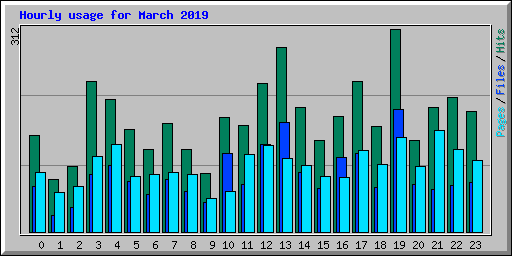 Hourly usage for March 2019
312
Pages/Files/Hits
0 1 2 3 4 5 6 7 8 9 10 11 12 13 14 15 16 17 18 19 20 21 22 23